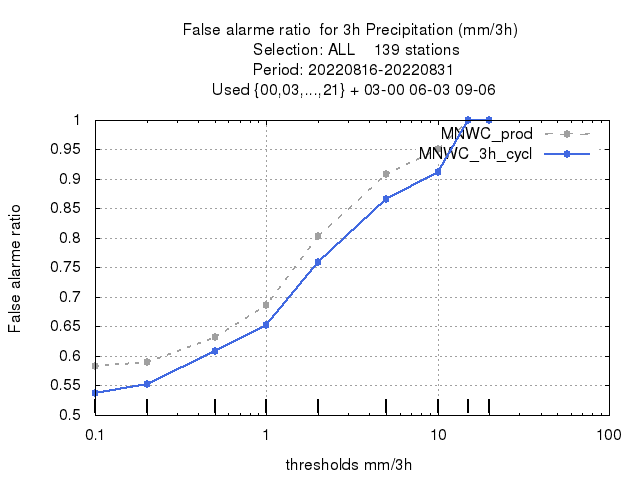 False alarme ratio  for 3h Precipitation (mm/3h)
Selection: ALL    139 stations
Period: 20220816-20220831
Used {00,03,...,21} + 03-00 06-03 09-06
MNWC_prod
MNWC_3h_cycl
1
0.95
0.9
0.85
0.8
0.75
0.7
0.65
0.6
0.55
0.5
False alarme ratio
0.1
1
10
100
thresholds mm/3h